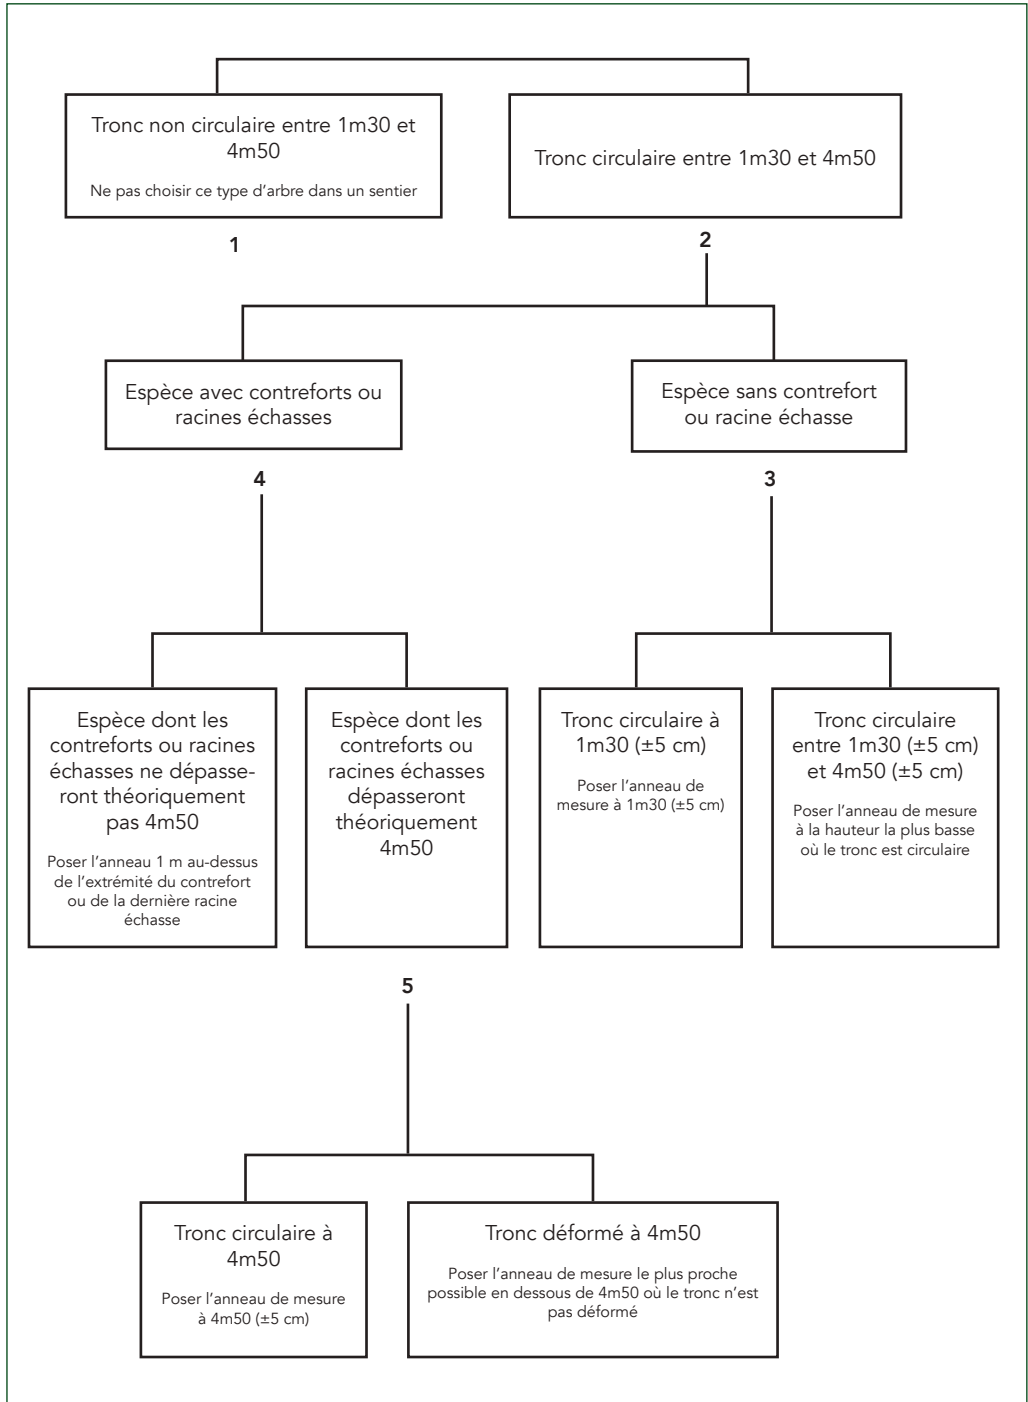 Tronc non circulaire entre 1m30 et
4m50
Ne pas choisir ce type d'arbre dans un sentier
1
Tronc circulaire entre 1m30 et 4m50
2
Espèce avec contreforts ou
racines échasses
4
Espèce sans contrefort
ou racine échasse
3
Espèce dont les
contreforts ou racines
échasses ne dépasse-
ront théoriquement
pas 4m50
Poser l'anneau 1 m au-dessus
de l'extrémité du contrefort
ou de la dernière racine
échasse
Espèce dont les
contreforts ou
racines échasses
dépasseront
théoriquement
4m50
5
Tronc circulaire à
1m30 (±5 cm)
Poser l'anneau de
mesure à 1m30 (±5 cm)
Tronc circulaire
entre 1m30 (±5 cm)
et 4m50 (±5 cm)
Poser l'anneau de mesure
à la hauteur la plus basse
où le tronc est circulaire
Tronc circulaire à
4m50
Poser l'anneau de mesure
à 4m50 (±5 cm)
Tronc déformé à 4m50
Poser l'anneau de mesure le plus proche
possible en dessous de 4m50 où le tronc n'est
pas déformé